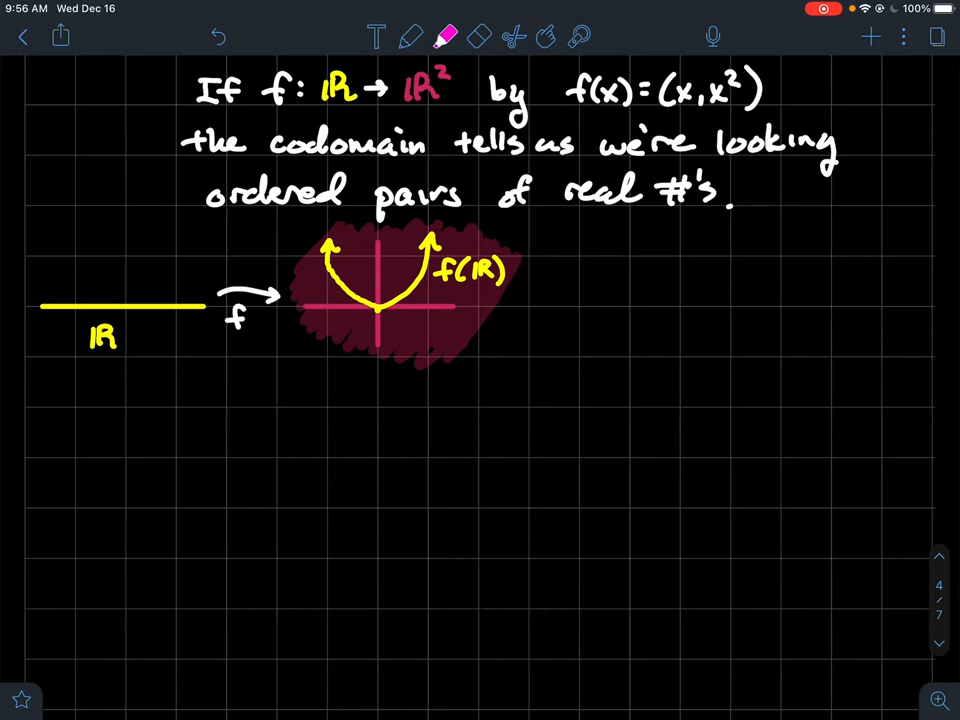 9:56 AM Wed Dec 16
100%
If f: ℝ → ℝ² by f(x)=(x,x²)
the codomain tells us we're looking
ordered pairs of real #'s.
f(ℝ)
f
ℝ
4
/
7